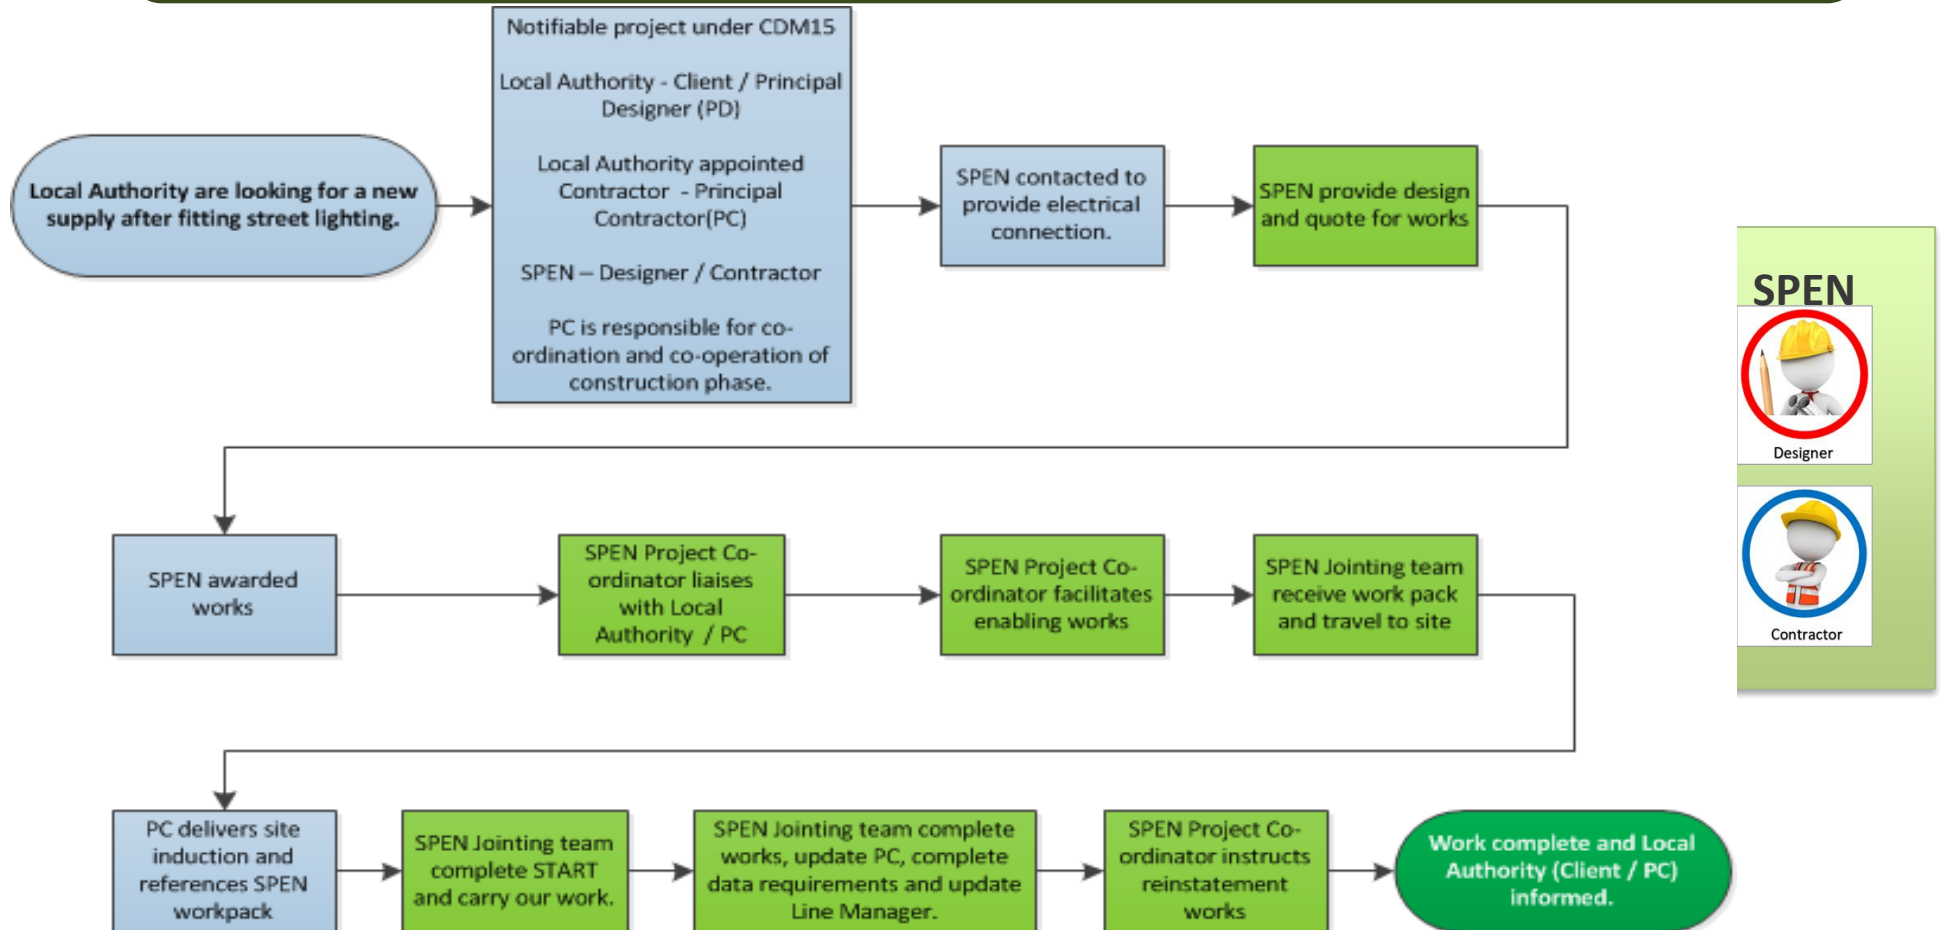 Notifiable project under CDM15
Local Authority - Client / Principal
Designer (PD)
Local Authority appointed
Contractor - Principal
Contractor(PC)
SPEN – Designer / Contractor
PC is responsible for co-
ordination and co-operation of
construction phase.
Local Authority are looking for a new
supply after fitting street lighting.
SPEN contacted to
provide electrical
connection.
SPEN provide design
and quote for works
SPEN
Designer
Contractor
SPEN awarded
works
SPEN Project Co-
ordinator liaises
with Local
Authority / PC
SPEN Project Co-
ordinator facilitates
enabling works
SPEN Jointing team
receive work pack
and travel to site
PC delivers site
induction and
references SPEN
workpack
SPEN Jointing team
complete START
and carry our work.
SPEN Jointing team complete
works, update PC, complete
data requirements and update
Line Manager.
SPEN Project Co-
ordinator instructs
reinstatement
works
Work complete and Local
Authority (Client / PC)
informed.